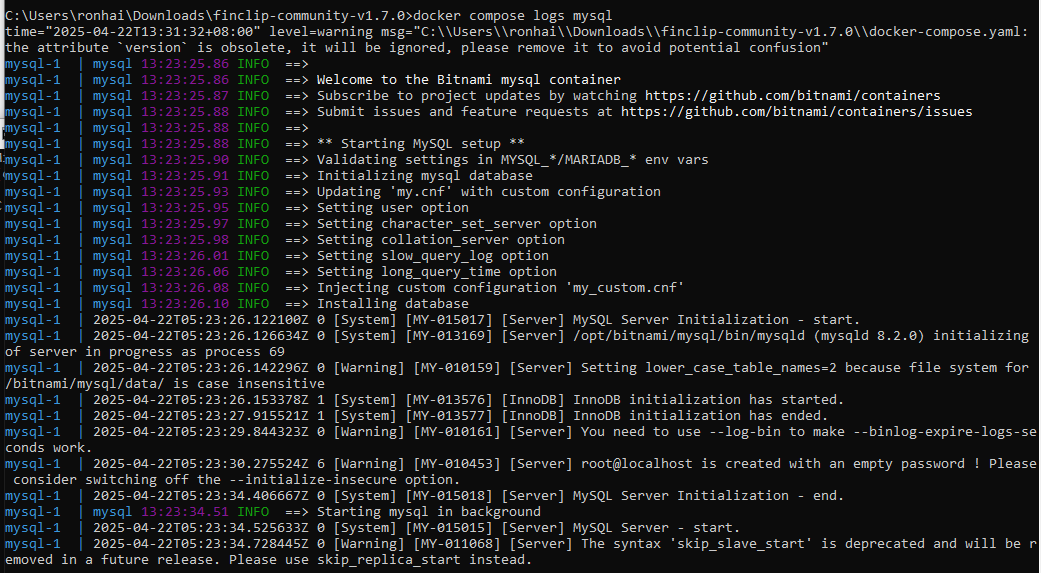 C:\Users\ronhai\Downloads\finclip-community-v1.7.0>docker compose logs mysql
time="2025-04-22T13:31:32+08:00" level=warning msg="C:\\Users\\ronhai\\Downloads\\finclip-community-v1.7.0\\docker-compose.yaml:
the attribute `version` is obsolete, it will be ignored, please remove it to avoid potential confusion"
mysql-1 | mysql 13:23:25.86 INFO ==>
mysql-1 | mysql 13:23:25.86 INFO ==> Welcome to the Bitnami mysql container
mysql-1 | mysql 13:23:25.87 INFO ==> Subscribe to project updates by watching https://github.com/bitnami/containers
mysql-1 | mysql 13:23:25.88 INFO ==> Submit issues and feature requests at https://github.com/bitnami/containers/issues
mysql-1 | mysql 13:23:25.88 INFO ==>
mysql-1 | mysql 13:23:25.88 INFO ==> ** Starting MySQL setup **
mysql-1 | mysql 13:23:25.90 INFO ==> Validating settings in MYSQL_*/MARIADB_* env vars
mysql-1 | mysql 13:23:25.91 INFO ==> Initializing mysql database
mysql-1 | mysql 13:23:25.93 INFO ==> Updating 'my.cnf' with custom configuration
mysql-1 | mysql 13:23:25.95 INFO ==> Setting user option
mysql-1 | mysql 13:23:25.97 INFO ==> Setting character_set_server option
mysql-1 | mysql 13:23:25.98 INFO ==> Setting collation_server option
mysql-1 | mysql 13:23:26.01 INFO ==> Setting slow_query_log option
mysql-1 | mysql 13:23:26.06 INFO ==> Setting long_query_time option
mysql-1 | mysql 13:23:26.08 INFO ==> Injecting custom configuration 'my_custom.cnf'
mysql-1 | mysql 13:23:26.10 INFO ==> Installing database
mysql-1 | 2025-04-22T05:23:26.122100Z 0 [System] [MY-015017] [Server] MySQL Server Initialization - start.
mysql-1 | 2025-04-22T05:23:26.126634Z 0 [System] [MY-013169] [Server] /opt/bitnami/mysql/bin/mysqld (mysqld 8.2.0) initializing
of server in progress as process 69
mysql-1 | 2025-04-22T05:23:26.142296Z 0 [Warning] [MY-010159] [Server] Setting lower_case_table_names=2 because file system for
/bitnami/mysql/data/ is case insensitive
mysql-1 | 2025-04-22T05:23:26.153378Z 1 [System] [MY-013576] [InnoDB] InnoDB initialization has started.
mysql-1 | 2025-04-22T05:23:27.915521Z 1 [System] [MY-013577] [InnoDB] InnoDB initialization has ended.
mysql-1 | 2025-04-22T05:23:29.844323Z 0 [Warning] [MY-010161] [Server] You need to use --log-bin to make --binlog-expire-logs-se
conds work.
mysql-1 | 2025-04-22T05:23:30.275524Z 6 [Warning] [MY-010453] [Server] root@localhost is created with an empty password ! Please
consider switching off the --initialize-insecure option.
mysql-1 | 2025-04-22T05:23:34.406667Z 0 [System] [MY-015018] [Server] MySQL Server Initialization - end.
mysql-1 | mysql 13:23:34.51 INFO ==> Starting mysql in background
mysql-1 | 2025-04-22T05:23:34.525633Z 0 [System] [MY-015015] [Server] MySQL Server - start.
mysql-1 | 2025-04-22T05:23:34.728445Z 0 [Warning] [MY-011068] [Server] The syntax 'skip_slave_start' is deprecated and will be r
emoved in a future release. Please use skip_replica_start instead.